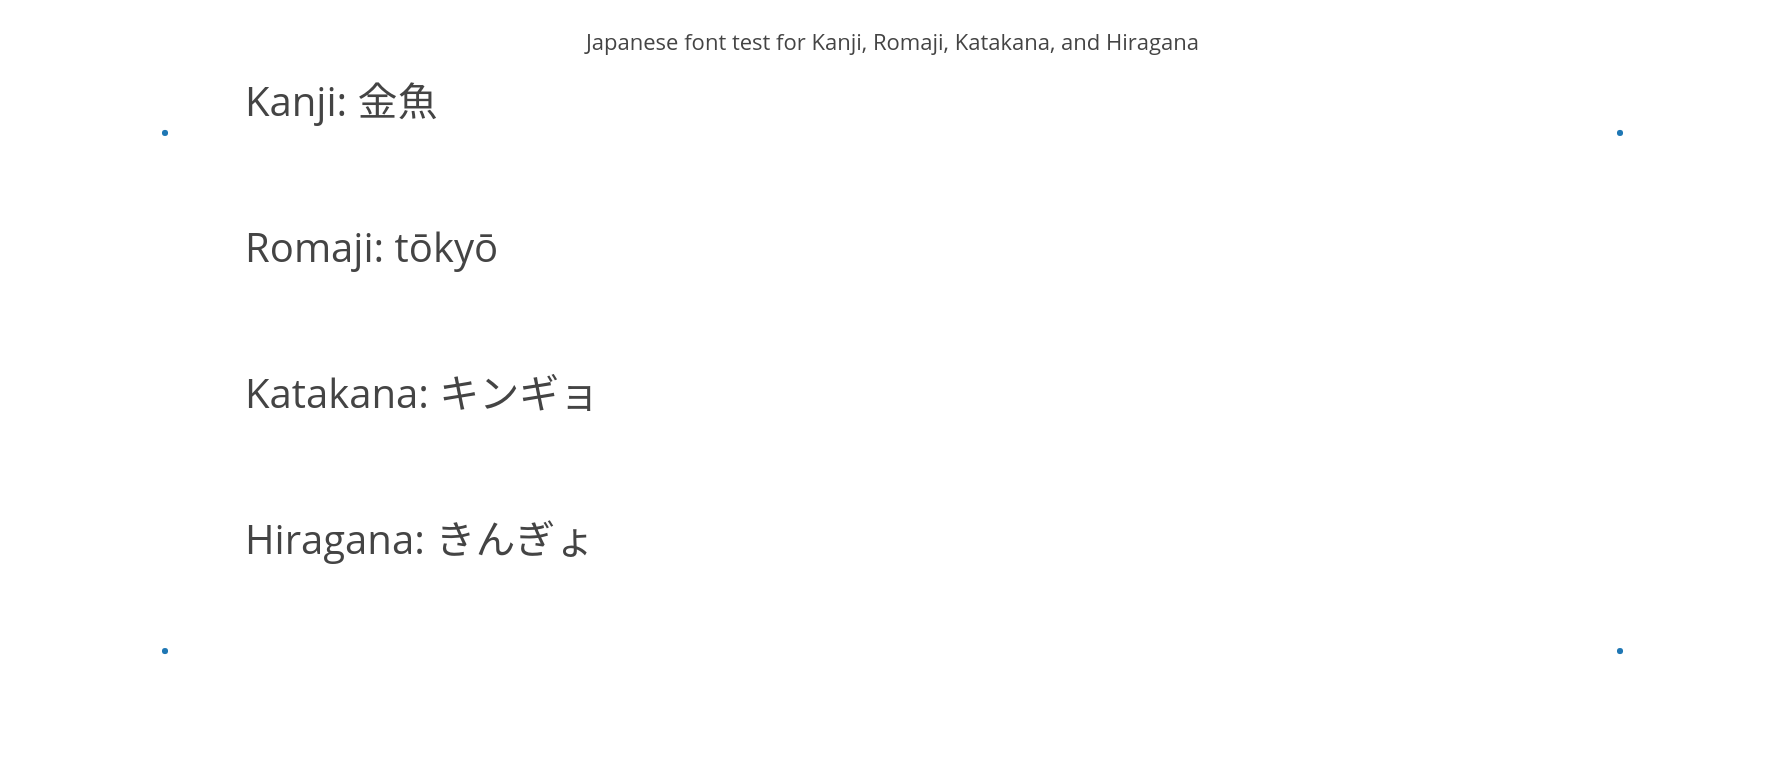 Japanese font test for Kanji, Romaji, Katakana, and Hiragana
Kanji: 金魚
Romaji: tōkyō
Katakana: キンギョ
Hiragana: きんぎょ